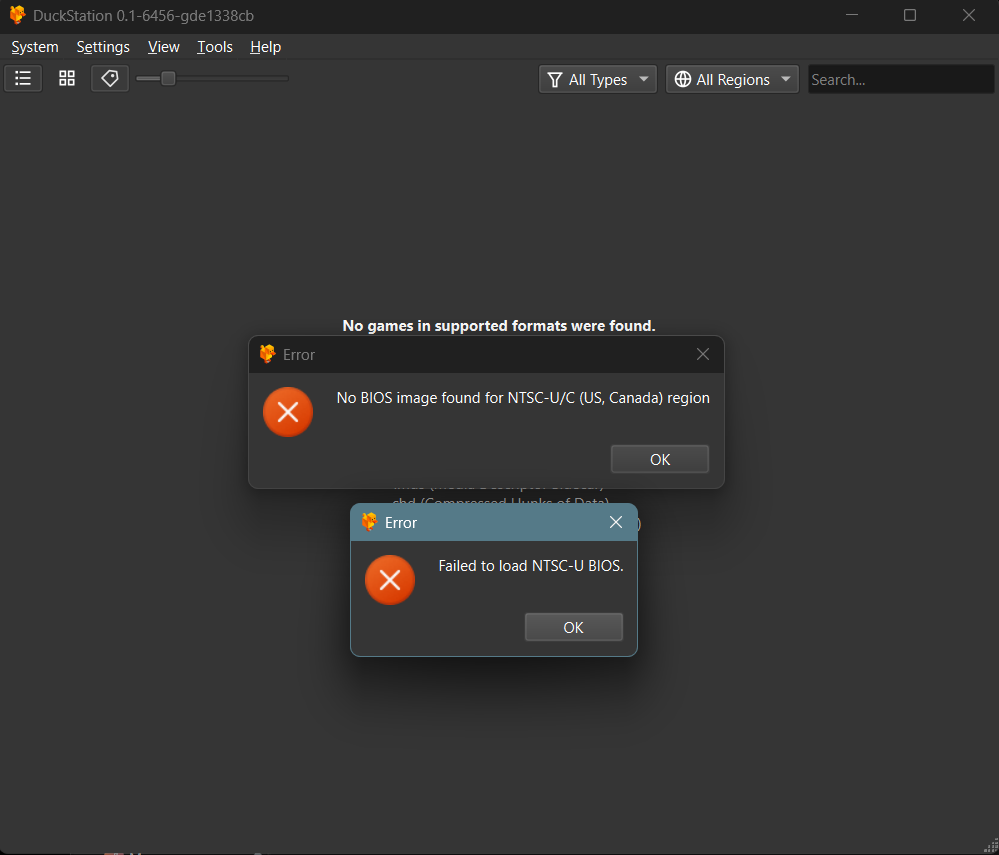 DuckStation 0.1-6456-gde1338cb
System Settings View Tools Help
All Types All Regions Search...
No games in supported formats were found.
Error
No BIOS image found for NTSC-U/C (US, Canada) region
OK
.chd (Compressed Hunks of Data)
Error
Failed to load NTSC-U BIOS.
OK